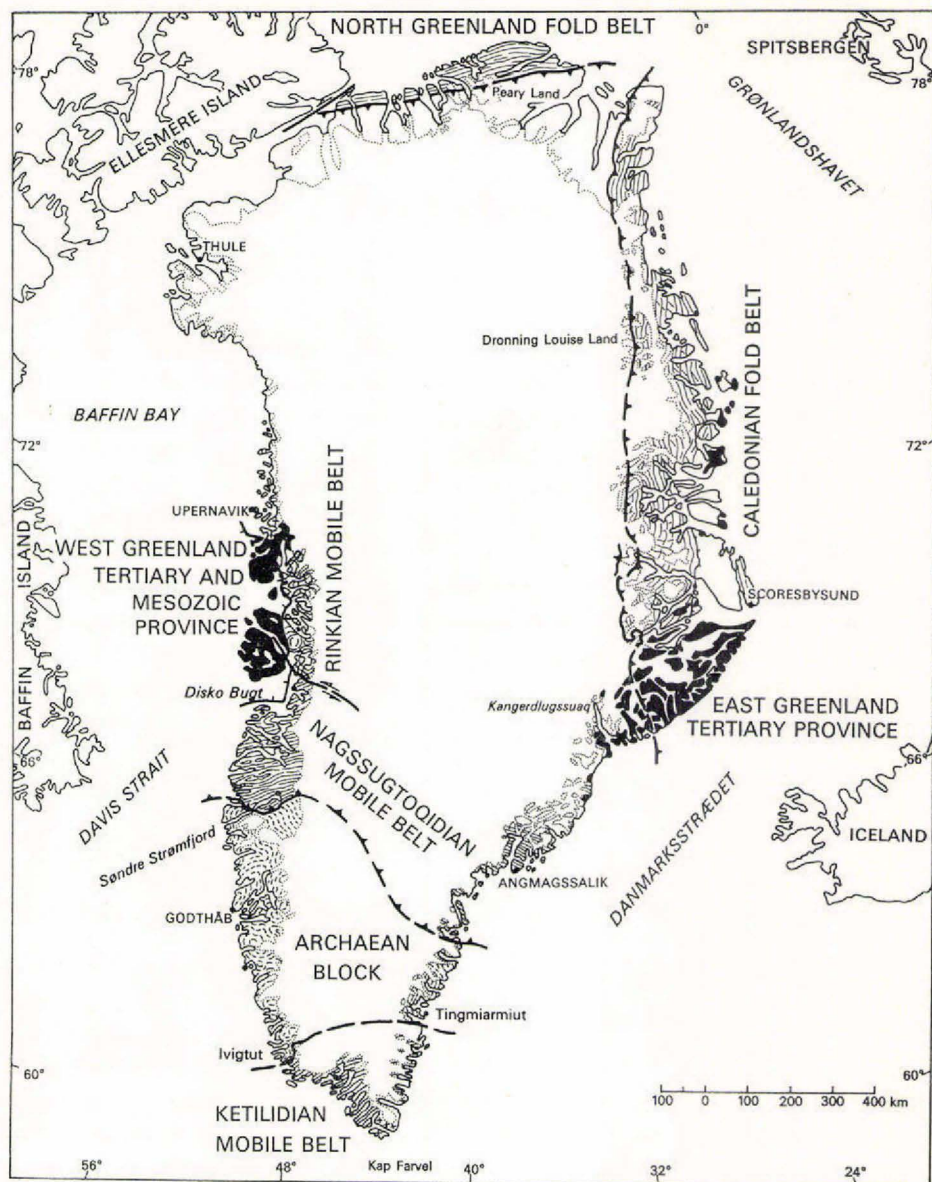 NORTH GREENLAND FOLD BELT
0°
SPITSBERGEN
78°
78°
Peary Land
ELLESMERE ISLAND
GRØNLANDSHAVET
THULE
Dronning Louise Land
CALEDONIAN FOLD BELT
BAFFIN BAY
72°
72°
UPERNAVIK
RINKIAN MOBILE BELT
WEST GREENLAND
TERTIARY AND
MESOZOIC
PROVINCE
BAFFIN ISLAND
SCORESBYSUND
Disko Bugt
Kangerdlugssuaq
EAST GREENLAND
TERTIARY PROVINCE
NAGSSUGTOQIDIAN
MOBILE BELT
66°
66°
DAVIS STRAIT
DANMARKSSTRÆDET
ICELAND
Søndre Strømfjord
ANGMAGSSALIK
GODTHÅB
ARCHAEAN
BLOCK
Tingmiarmiut
Ivigtut
60°
60°
100 0 100 200 300 400 km
KETILIDIAN
MOBILE BELT
Kap Farvel
56°
48°
40°
32°
24°